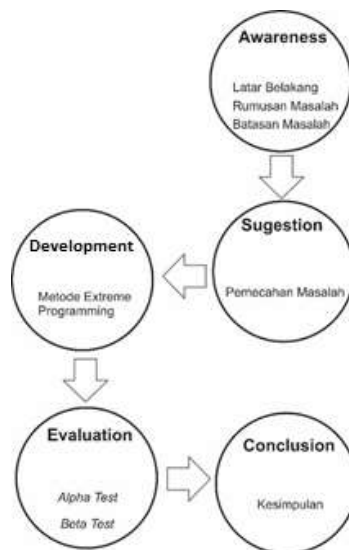 Awareness
Latar Belakang
Rumusan Masalah
Batasan Masalah
Sugestion
Pemecahan Masalah
Development
Metode Extreme
Programming
Evaluation
Alpha Test
Beta Test
Conclusion
Kesimpulan